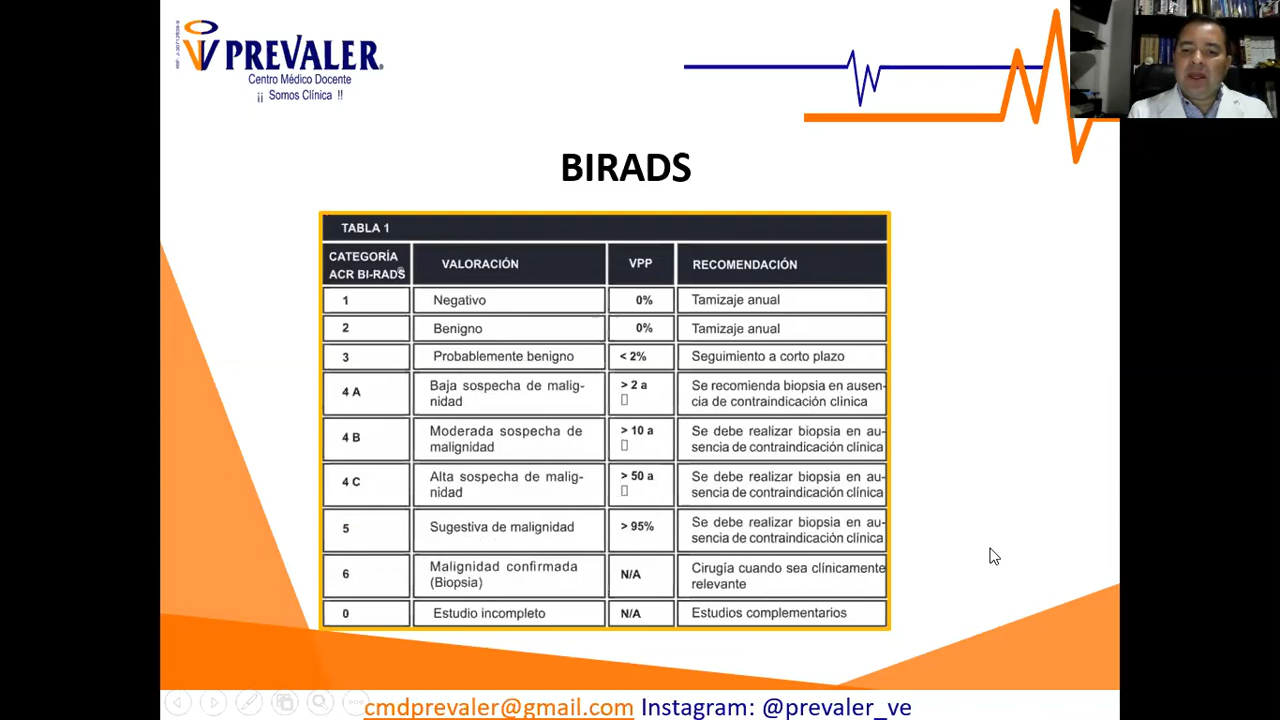 PREVALER
Centro Médico Docente
¡¡ Somos Clínica !!
BIRADS
TABLA 1
CATEGORÍA
ACR BI-RADS
VALORACIÓN
VPP
RECOMENDACIÓN
1
Negativo
0%
Tamizaje anual
2
Benigno
0%
Tamizaje anual
3
Probablemente benigno
< 2%
Seguimiento a corto plazo
4 A
Baja sospecha de malig-
nidad
> 2 a
Se recomienda biopsia en ausen-
cia de contraindicación clínica
4 B
Moderada sospecha de
malignidad
> 10 a
Se debe realizar biopsia en au-
sencia de contraindicación clínica
4 C
Alta sospecha de malig-
nidad
> 50 a
Se debe realizar biopsia en au-
sencia de contraindicación clínica
5
Sugestiva de malignidad
> 95%
Se debe realizar biopsia en au-
sencia de contraindicación clínica
6
Malignidad confirmada
(Biopsia)
N/A
Cirugía cuando sea clínicamente
relevante
0
Estudio incompleto
N/A
Estudios complementarios
cmdprevaler@gmail.com Instagram: @prevaler_ve